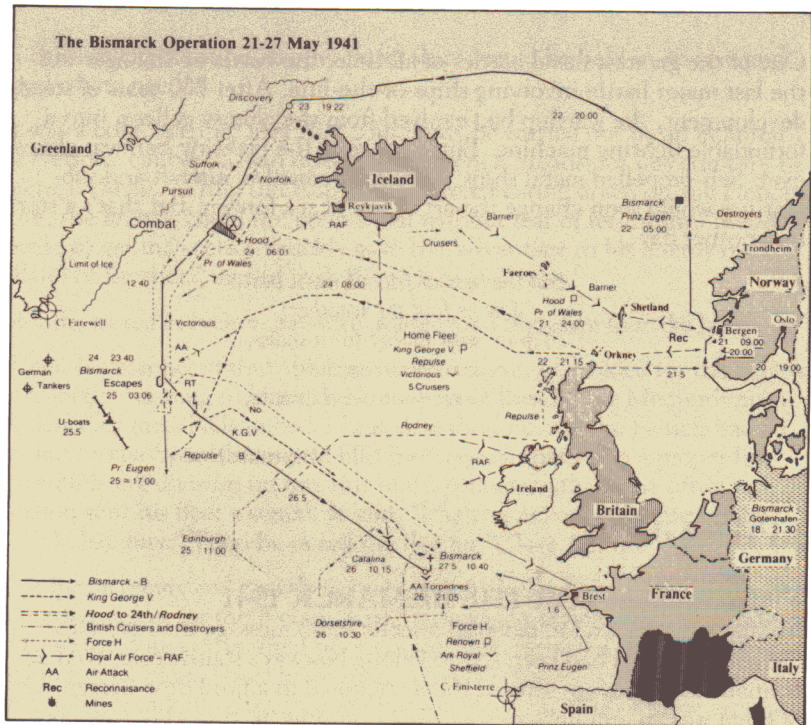 The Bismarck Operation 21-27 May 1941
Discovery
23 19 22
22 20:00
Greenland
Suffolk
Norfolk
Pursuit
Combat
Iceland
Reykjavik
RAF
Barrier
Cruisers
Bismarck
Prinz Eugen
22 05:00
Destroyers
Trondheim
Hood
24 06.01
Pr of Wales
Limit of Ice
Faeroes
Barrier
Norway
12 40
24 08:00
Hood
Pr of Wales
21 24:00
Shetland
Oslo
Bergen
21 09.00
-20:00
Rec
C. Farewell
Victorious
AA
Home Fleet
King George V
Repulse
Victorious
5 Cruisers
22 21.15
Orkney
21 5
20 19:00
24 23 40
Bismarck
Escapes
25 03:06
German
Tankers
RT
No
K.G.V
B
Repulse
Repulse
Rodney
U-boats
25.5
Pr. Eugen
25 ≈ 17:00
RAF
Ireland
Britain
26 5
Edinburgh
25 11:00
Catalina
26 10.15
Bismarck
27 5 10.40
AA Torpednes
26 21.05
Bismarck
Gotenhafen
18 21.30
Germany
Dorsetshire
26 10.30
Brest
1.6
France
Force H
Renown
Ark Royal
Sheffield
Prinz Eugen
Italy
C. Finisterre
Spain
Bismarck – B
King George V
Hood to 24th/Rodney
British Cruisers and Destroyers
Force H
Royal Air Force – RAF
AA Air Attack
Rec Reconnaisance
Mines